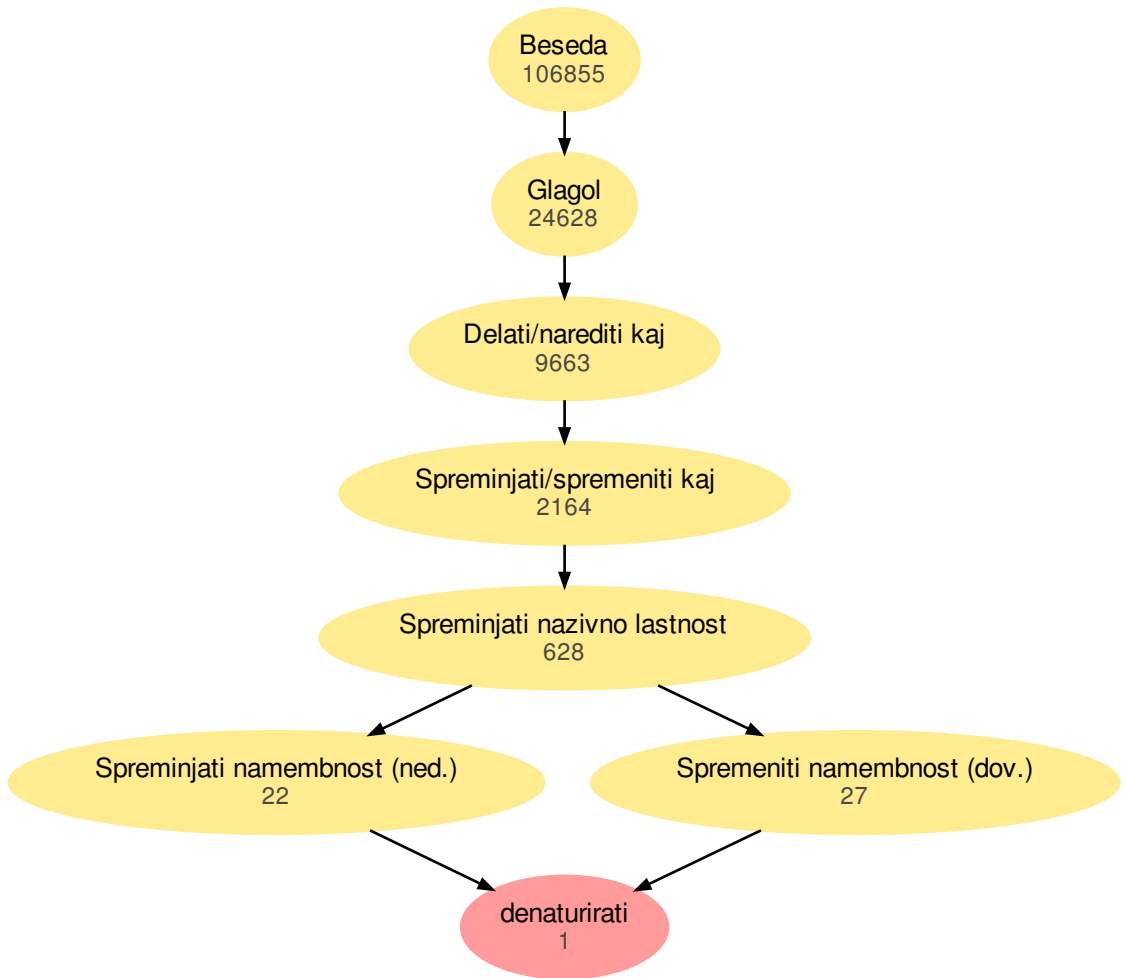 Beseda
106855
Glagol
24628
Delati/narediti kaj
9663
Spreminjati/spremeniti kaj
2164
Spreminjati nazivno lastnost
628
Spreminjati namembnost (ned.)
22
Spremeniti namembnost (dov.)
27
denaturirati
1